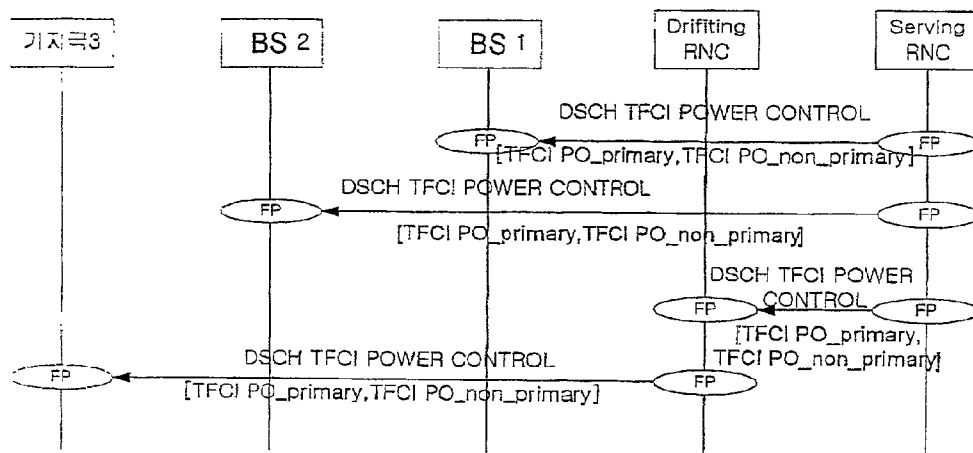 기지국3
BS 2
BS 1
Drifiting
RNC
Serving
RNC
DSCH TFCI POWER CONTROL
FP
FP
[TFCI PO_primary,TFCI PO_non_primary]
DSCH TFCI POWER CONTROL
FP
FP
[TFCI PO_primary,TFCI PO_non_primary]
DSCH TFCI POWER
CONTROL
FP
FP
[TFCI PO_primary,
TFCI PO_non_primary]
DSCH TFCI POWER CONTROL
FP
FP
[TFCI PO_primary,TFCI PO_non_primary]